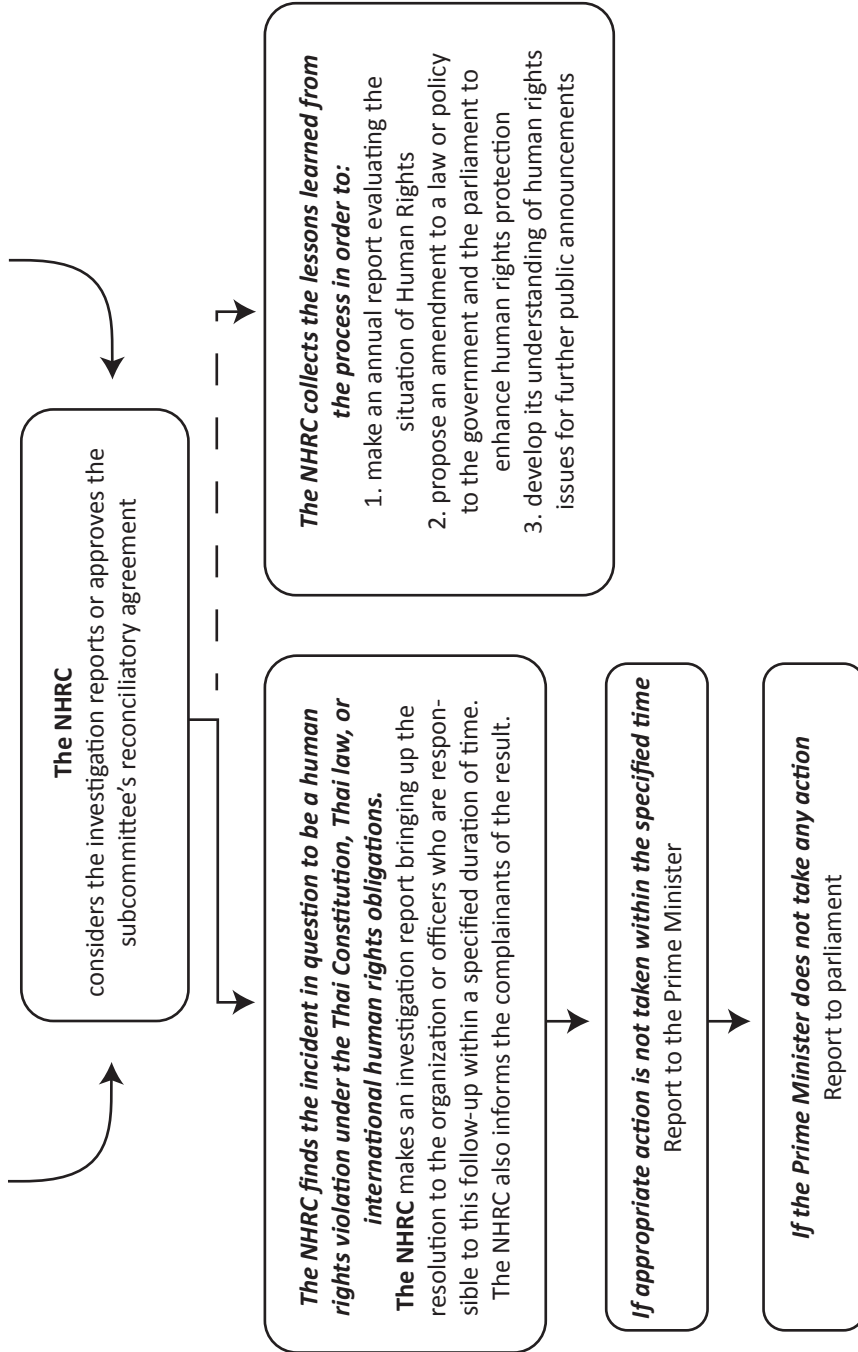 The NHRC
considers the investigation reports or approves the
subcommittee's reconciliatory agreement
The NHRC finds the incident in question to be a human
rights violation under the Thai Constitution, Thai law, or
international human rights obligations.
The NHRC makes an investigation report bringing up the
resolution to the organization or officers who are respon-
sible to this follow-up within a specified duration of time.
The NHRC also informs the complainants of the result.
If appropriate action is not taken within the specified time
Report to the Prime Minister
If the Prime Minister does not take any action
Report to parliament
The NHRC collects the lessons learned from
the process in order to:
1. make an annual report evaluating the
situation of Human Rights
2. propose an amendment to a law or policy
to the government and the parliament to
enhance human rights protection
3. develop its understanding of human rights
issues for further public announcements